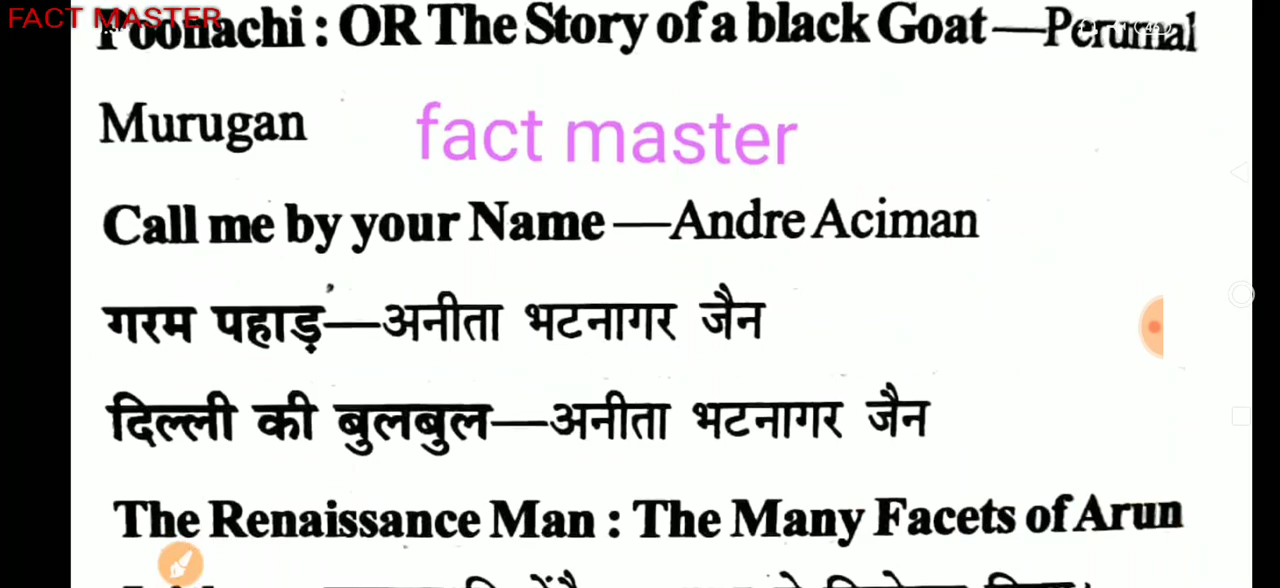 FACT MASTER
Poonachi : OR The Story of a black Goat—Perumal
Murugan
fact master
Call me by your Name—Andre Aciman
गरम पहाड़—अनीता भटनागर जैन
दिल्ली की बुलबुल—अनीता भटनागर जैन
The Renaissance Man : The Many Facets of Arun